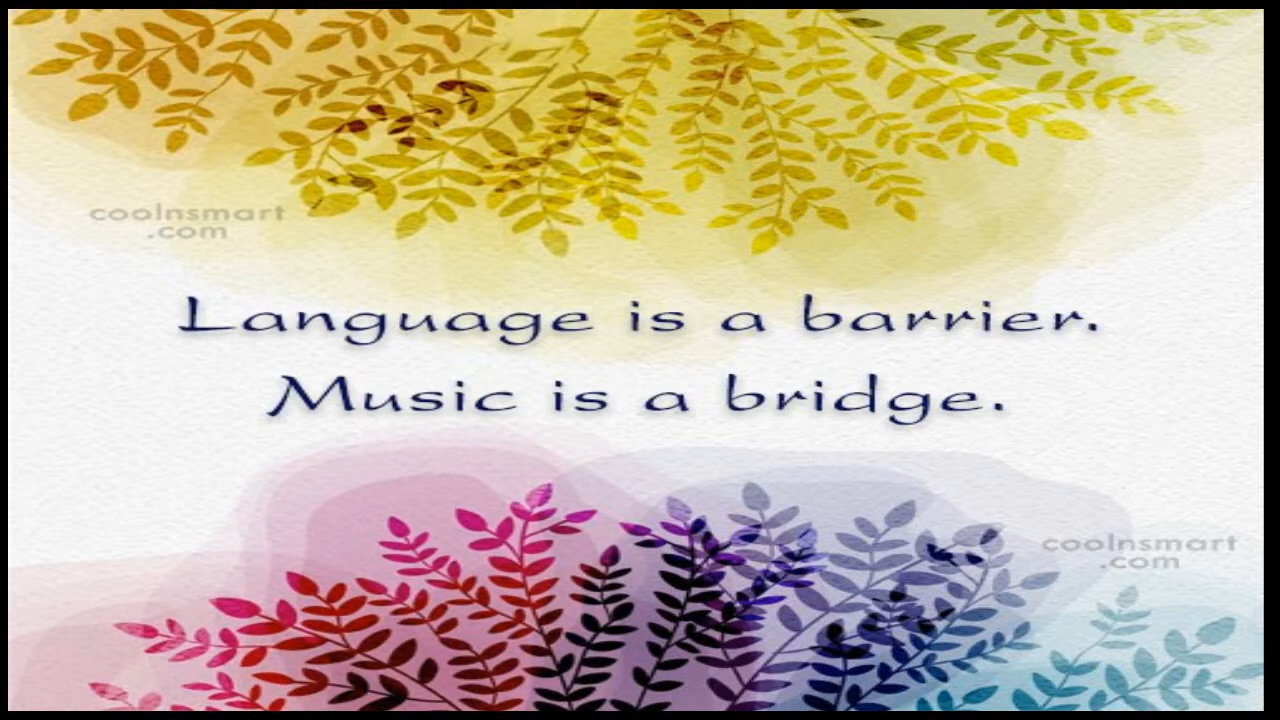 coolnsmart
.com
Language is a barrier.
Music is a bridge.
coolnsmart
.com